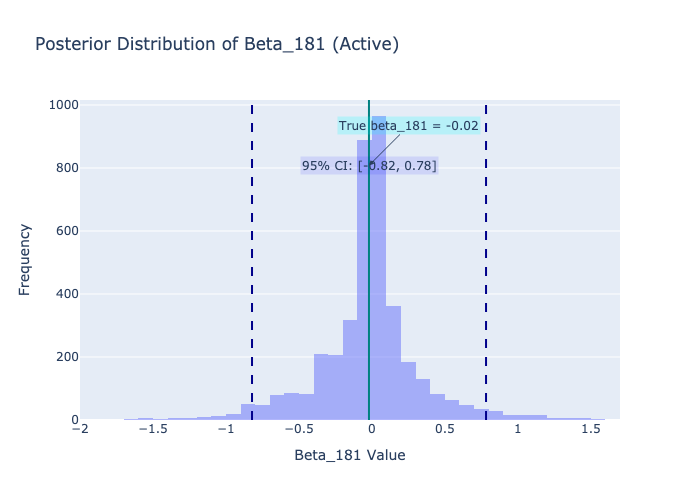 Posterior Distribution of Beta_181 (Active)
1000
True beta_181 = -0.02
800
95% CI: [-0.82, 0.78]
600
Frequency
400
200
0
−2
−1.5
−1
−0.5
0
0.5
1
1.5
Beta_181 Value